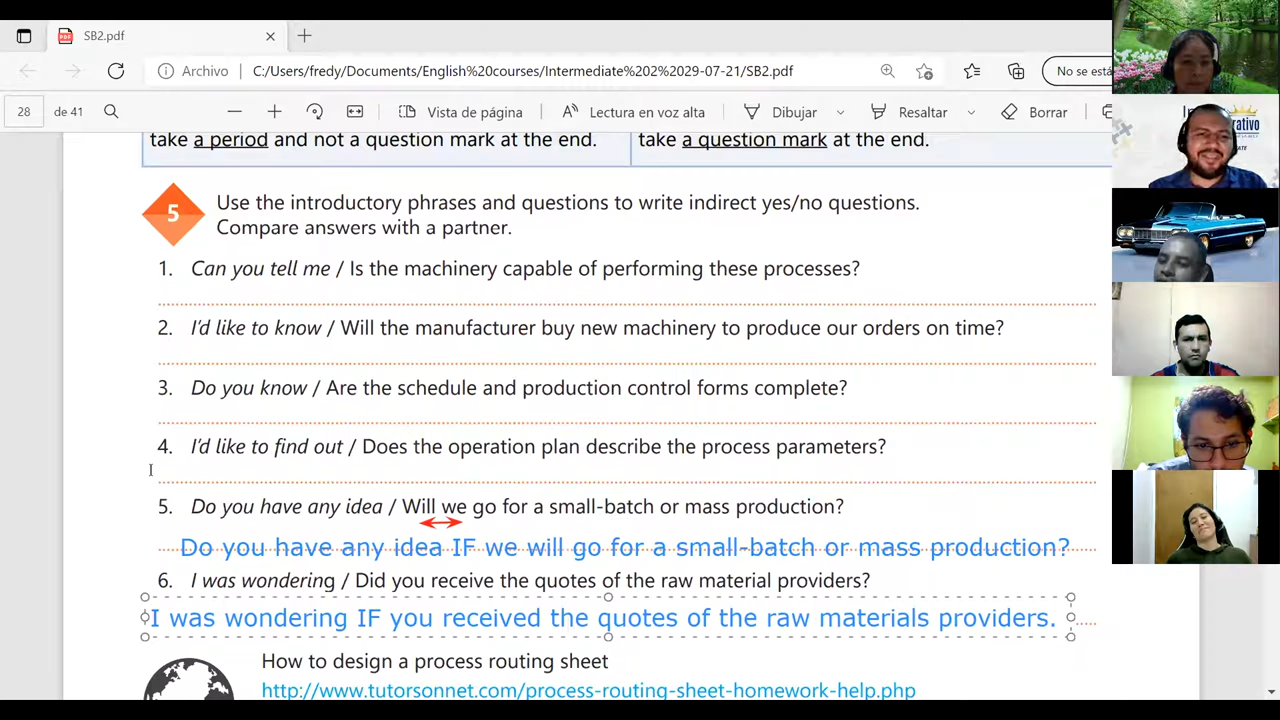 SB2.pdf
Archivo
C:/Users/fredy/Documents/English%20courses/Intermediate%202%29-07-21/SB2.pdf
No se está
28 de 41
Vista de página
Lectura en voz alta
Dibujar
Resaltar
Borrar
take a period and not a question mark at the end.
take a question mark at the end.
5
Use the introductory phrases and questions to write indirect yes/no questions.
Compare answers with a partner.
1. Can you tell me / Is the machinery capable of performing these processes?
2. I'd like to know / Will the manufacturer buy new machinery to produce our orders on time?
3. Do you know / Are the schedule and production control forms complete?
4. I'd like to find out / Does the operation plan describe the process parameters?
5. Do you have any idea / Will we go for a small-batch or mass production?
Do you have any idea IF we will go for a small-batch or mass production?
6. I was wondering / Did you receive the quotes of the raw material providers?
I was wondering IF you received the quotes of the raw materials providers.
How to design a process routing sheet
http://www.tutorsonnet.com/process-routing-sheet-homework-help.php